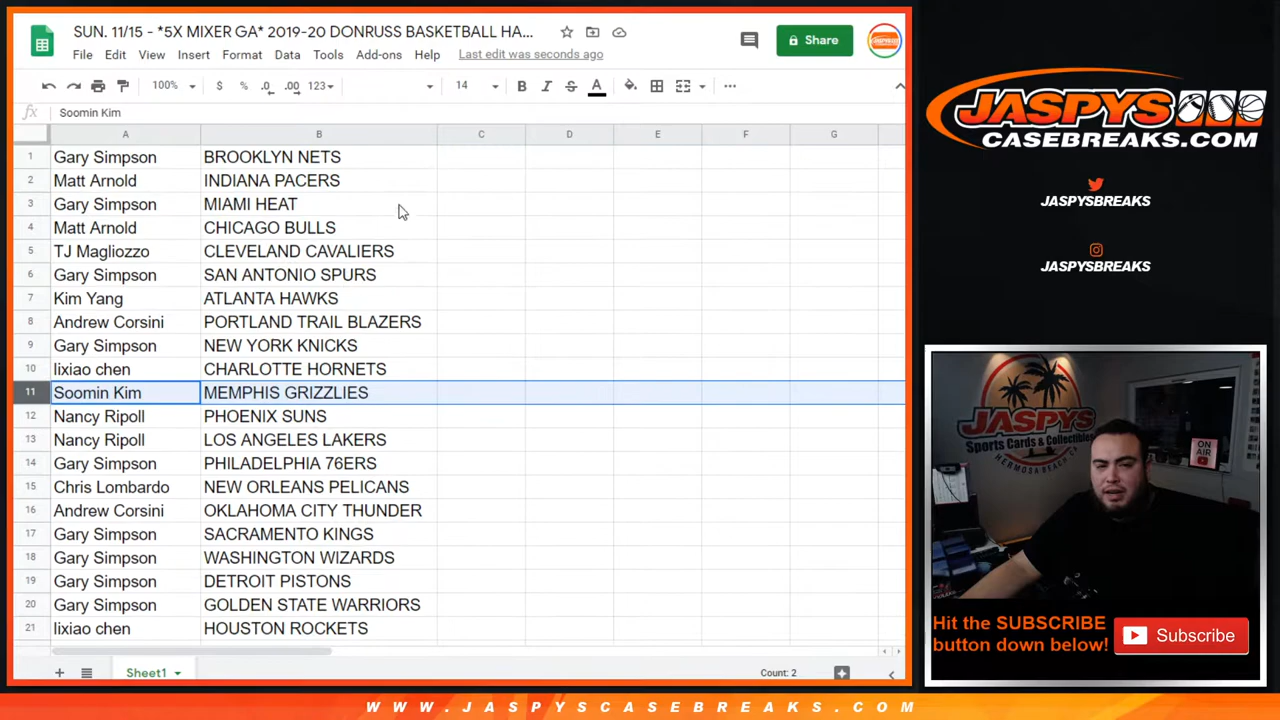 SUN. 11/15 - *5X MIXER GA* 2019-20 DONRUSS BASKETBALL HA...
File Edit View Insert Format Data Tools Add-ons Help Last edit was seconds ago
Share
100% $ % .0 .00 123 14 B I S A
fx Soomin Kim
A B C D E F G
1 Gary Simpson BROOKLYN NETS
2 Matt Arnold INDIANA PACERS
3 Gary Simpson MIAMI HEAT
4 Matt Arnold CHICAGO BULLS
5 TJ Magliozzo CLEVELAND CAVALIERS
6 Gary Simpson SAN ANTONIO SPURS
7 Kim Yang ATLANTA HAWKS
8 Andrew Corsini PORTLAND TRAIL BLAZERS
9 Gary Simpson NEW YORK KNICKS
10 lixiao chen CHARLOTTE HORNETS
11 Soomin Kim MEMPHIS GRIZZLIES
12 Nancy Ripoll PHOENIX SUNS
13 Nancy Ripoll LOS ANGELES LAKERS
14 Gary Simpson PHILADELPHIA 76ERS
15 Chris Lombardo NEW ORLEANS PELICANS
16 Andrew Corsini OKLAHOMA CITY THUNDER
17 Gary Simpson SACRAMENTO KINGS
18 Gary Simpson WASHINGTON WIZARDS
19 Gary Simpson DETROIT PISTONS
20 Gary Simpson GOLDEN STATE WARRIORS
21 lixiao chen HOUSTON ROCKETS
Sheet1
Count: 2
JASPYS
CASEBREAKS.COM
JASPYSBREAKS
JASPYSBREAKS
JASPYS
Sports Cards & Collectibles
HERMOSA BEACH
ON AIR
Hit the SUBSCRIBE
button down below!
Subscribe
WWW.JASPYSCASEBREAKS.COM